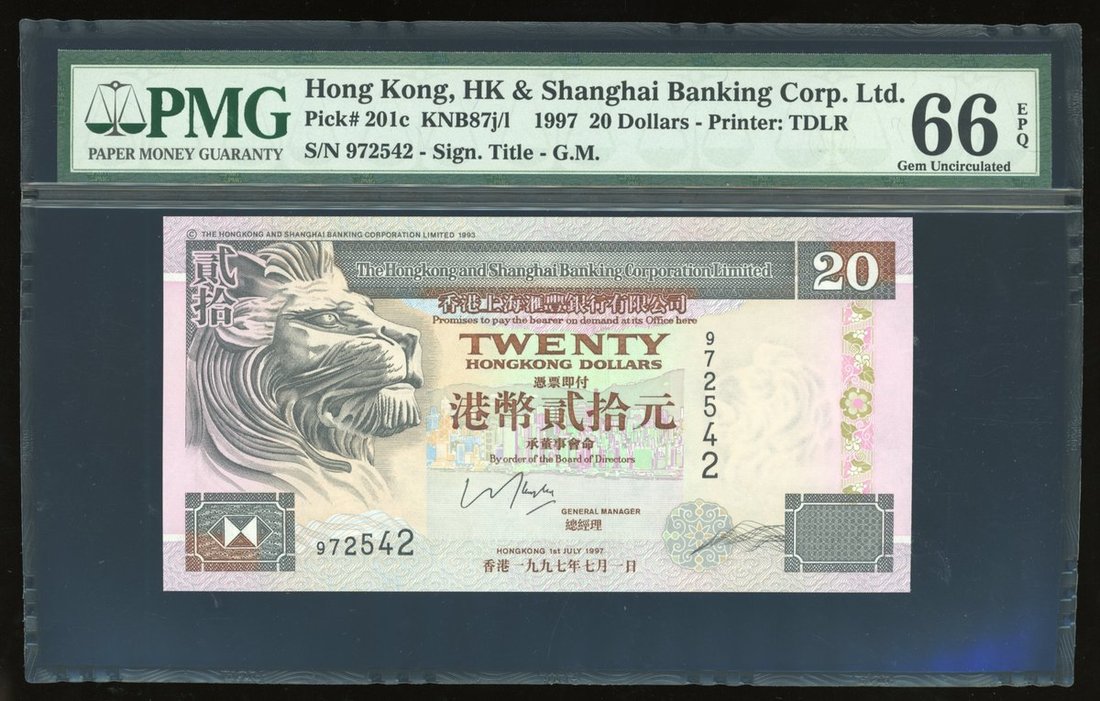 PMG
PAPER MONEY GUARANTY
Hong Kong, HK & Shanghai Banking Corp. Ltd.
Pick# 201c KNB87j/l 1997 20 Dollars - Printer: TDLR
S/N 972542 - Sign. Title - G.M.
66
EPQ
Gem Uncirculated
© THE HONGKONG AND SHANGHAI BANKING CORPORATION LIMITED 1993
貳拾
The Hongkong and Shanghai Banking Corporation Limited
20
香港上海滙豐銀行有限公司
Promises to pay the bearer on demand at its Office here
TWENTY
HONGKONG DOLLARS
憑票即付
港幣貳拾元
承董事會命
By order of the Board of Directors
972542
GENERAL MANAGER
總經理
972542
HONGKONG 1st JULY 1997
香港一九九七年七月一日